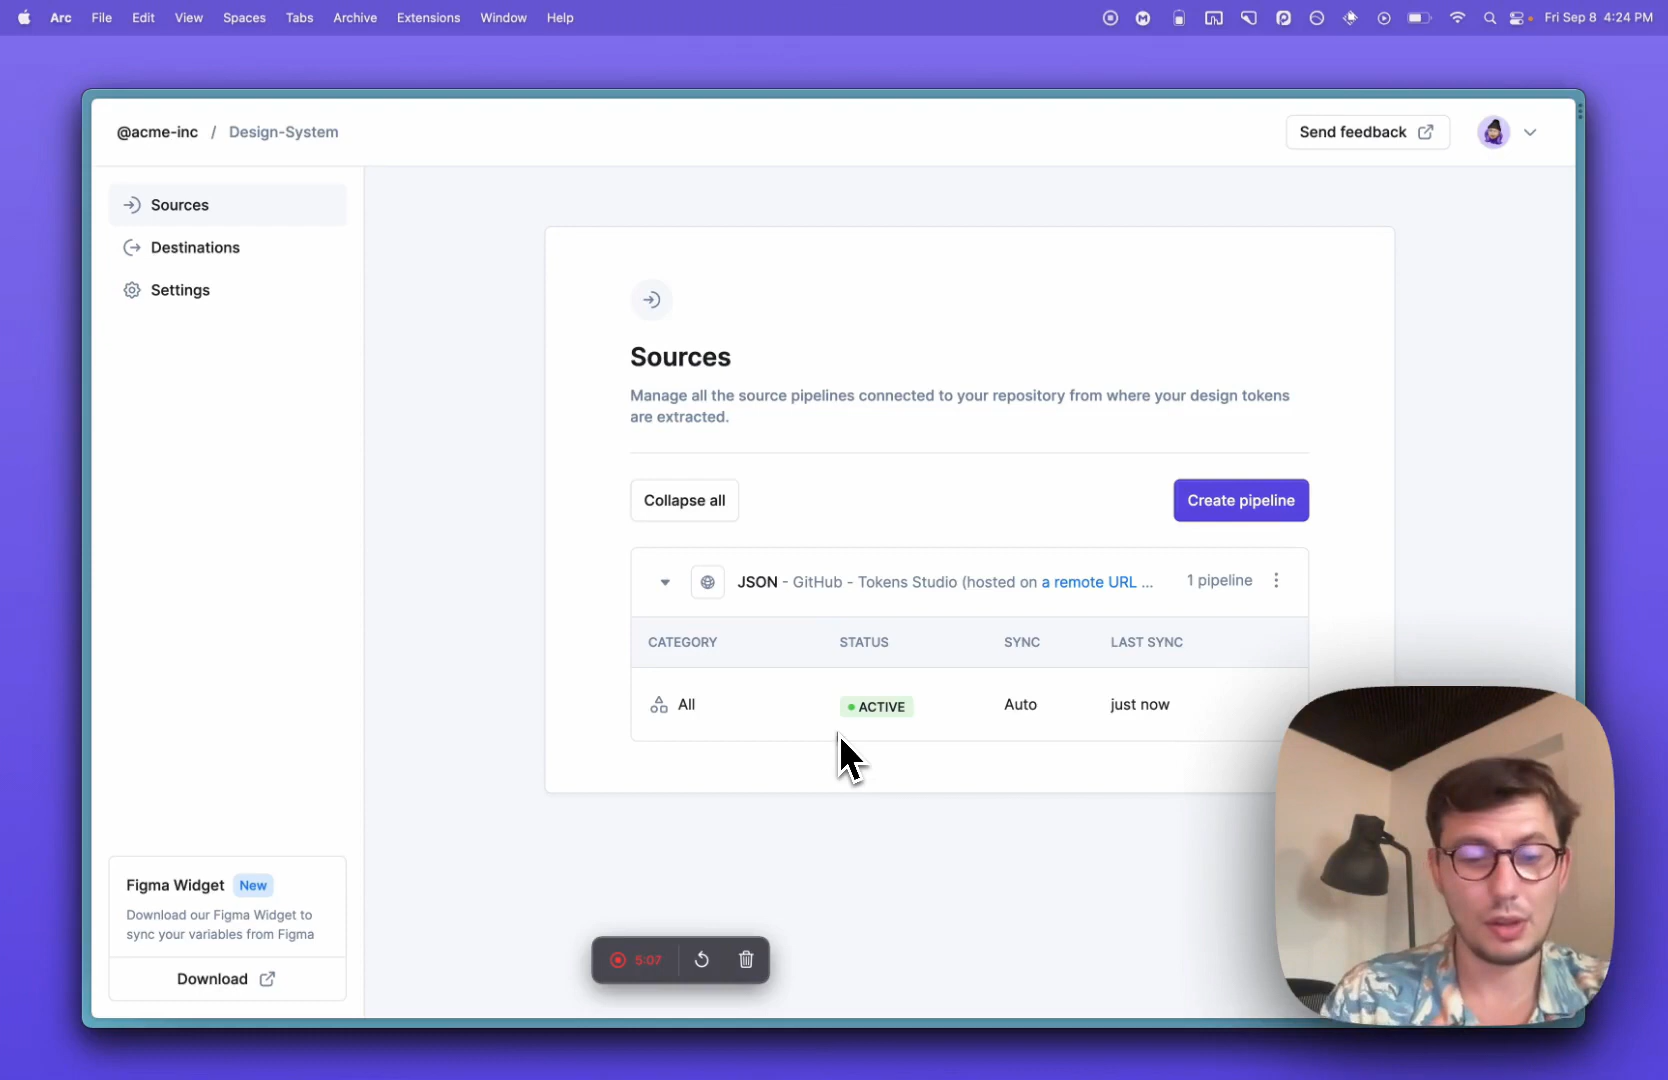 Arc File Edit View Spaces Tabs Archive Extensions Window Help Fri Sep 8 4:24 PM
@acme-inc / Design-System
Send feedback
Sources
Destinations
Settings
Sources
Manage all the source pipelines connected to your repository from where your design tokens
are extracted.
Collapse all
Create pipeline
JSON - GitHub - Tokens Studio (hosted on a remote URL ... 1 pipeline
CATEGORY STATUS SYNC LAST SYNC
All ACTIVE Auto just now
Figma Widget New
Download our Figma Widget to
sync your variables from Figma
Download
5:07